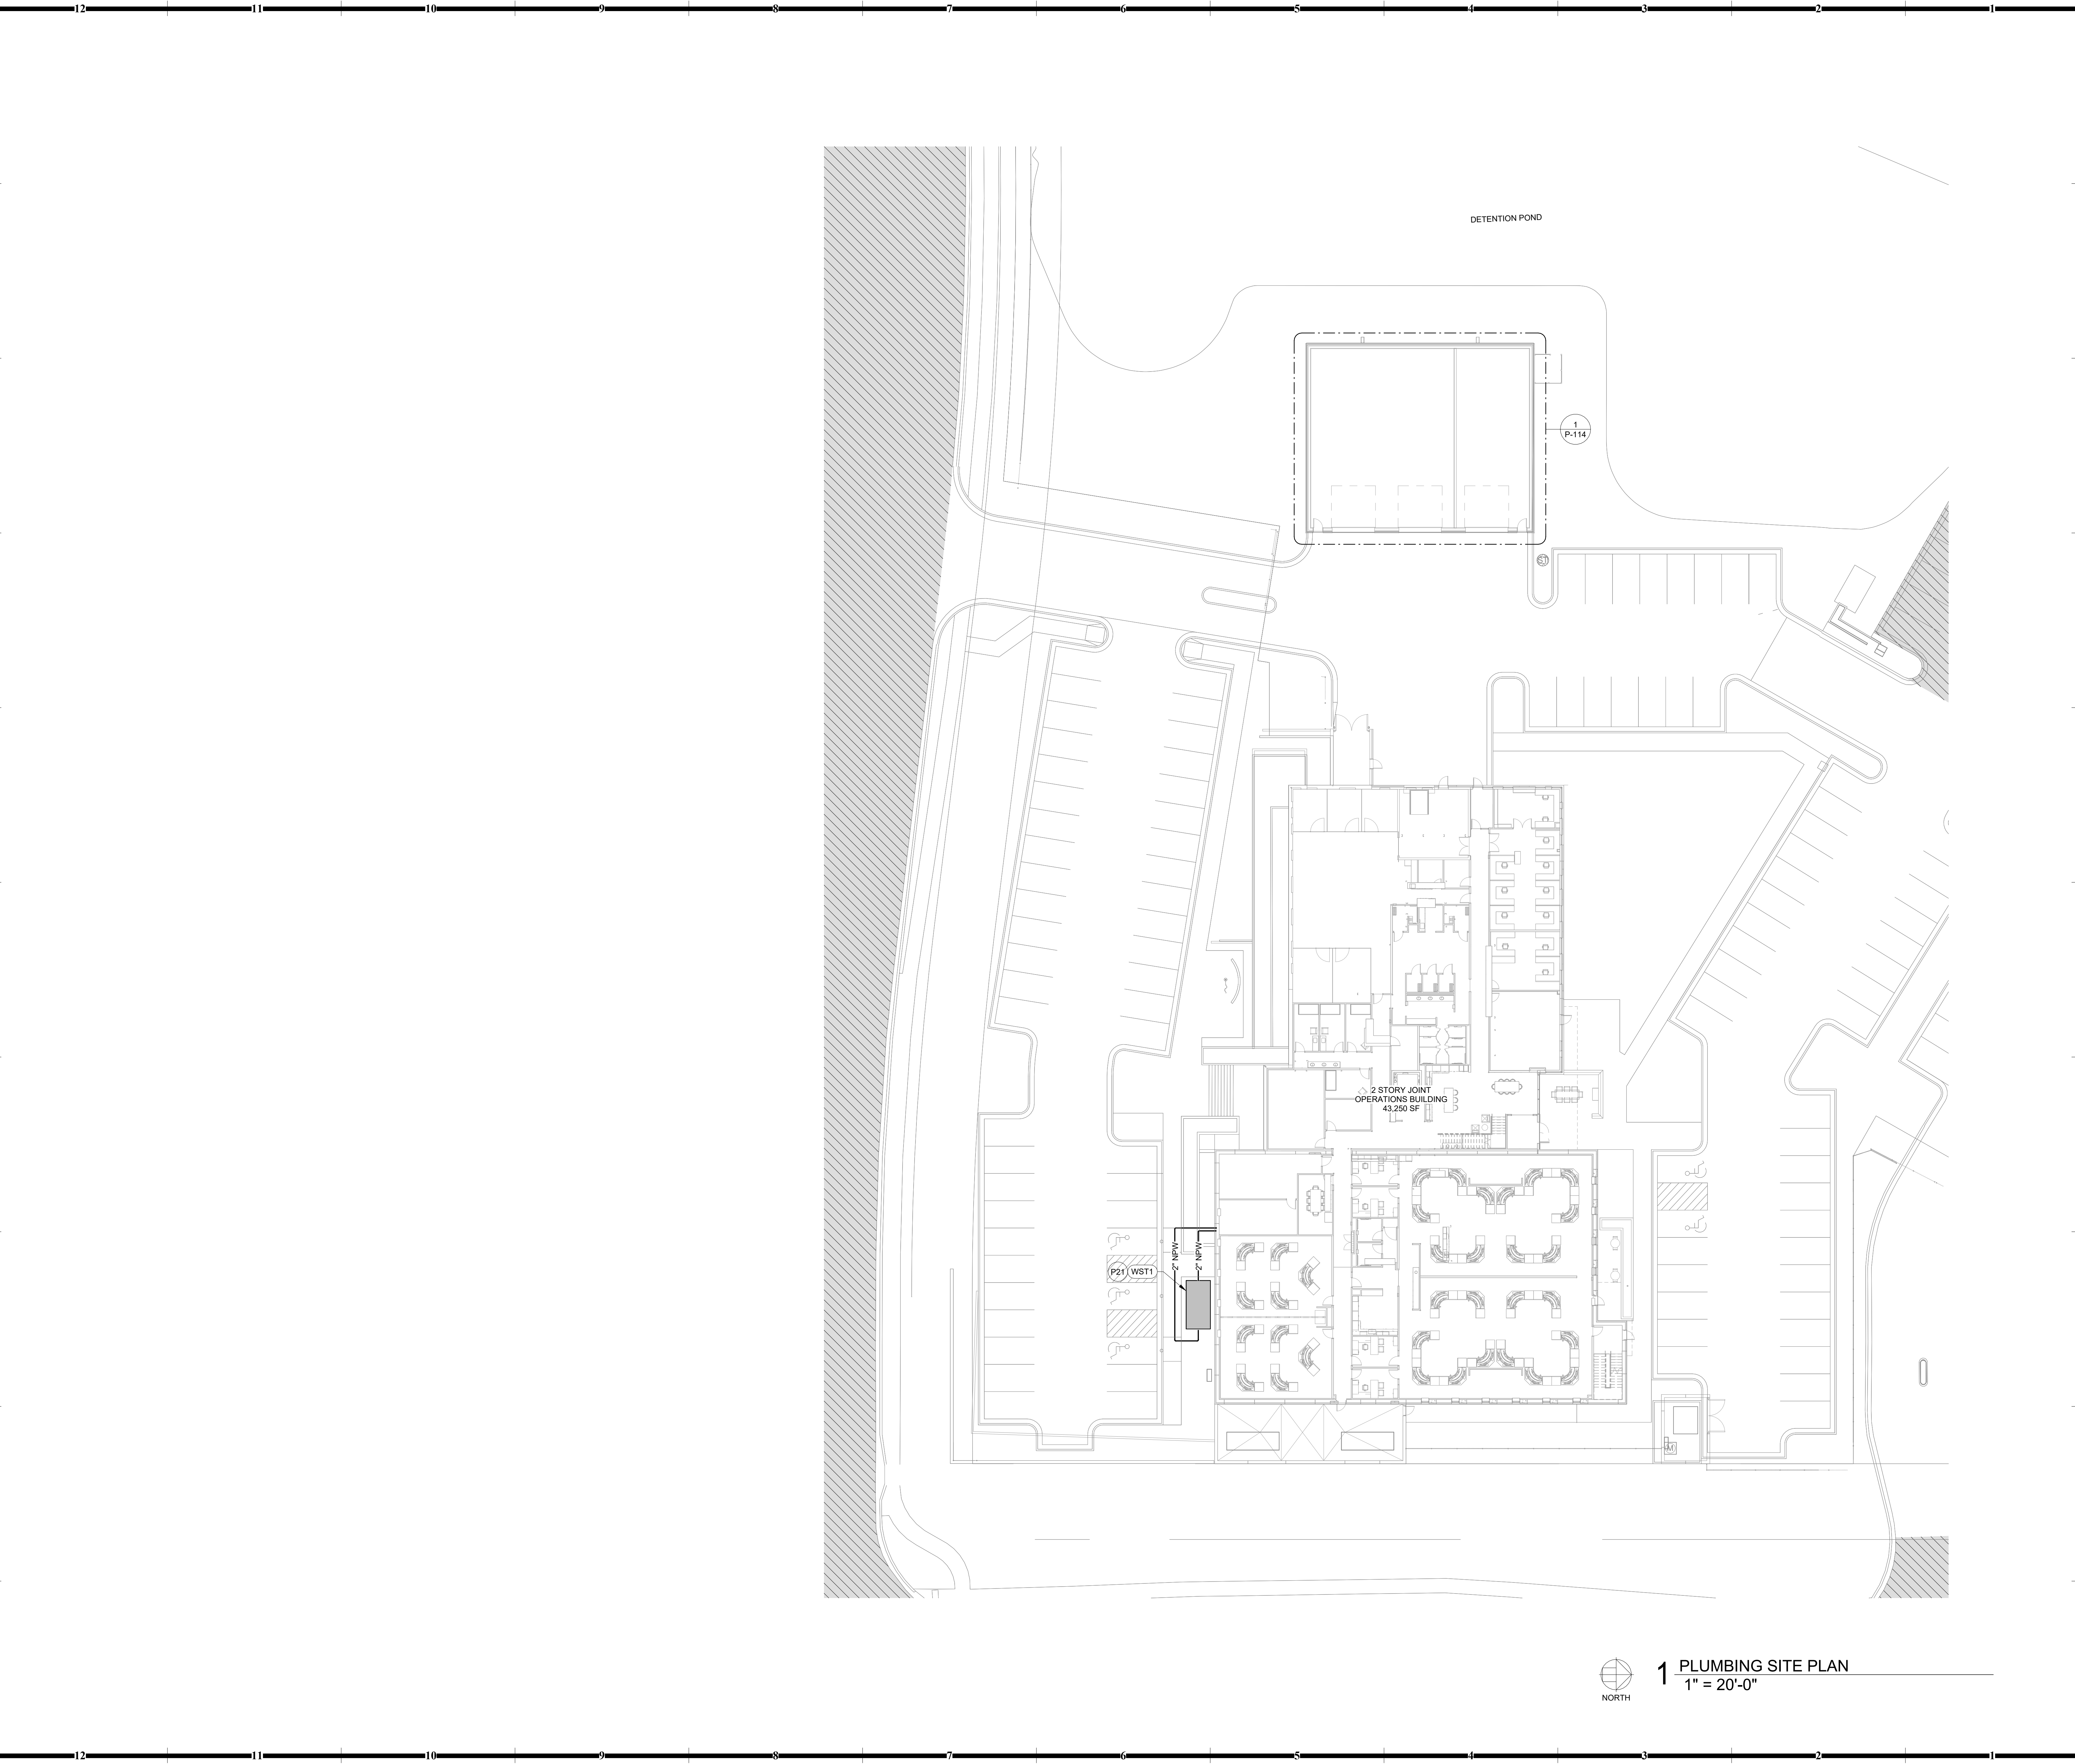 12 11 10 9 8 7 6 5 4 3 2 1
DETENTION POND
1
P-114
ST
2 STORY JOINT
OPERATIONS BUILDING
43,250 SF
2" NPW
2" NPW
P21 WST1
M
1 PLUMBING SITE PLAN
1" = 20'-0"
NORTH
12 11 10 9 8 7 6 5 4 3 2 1